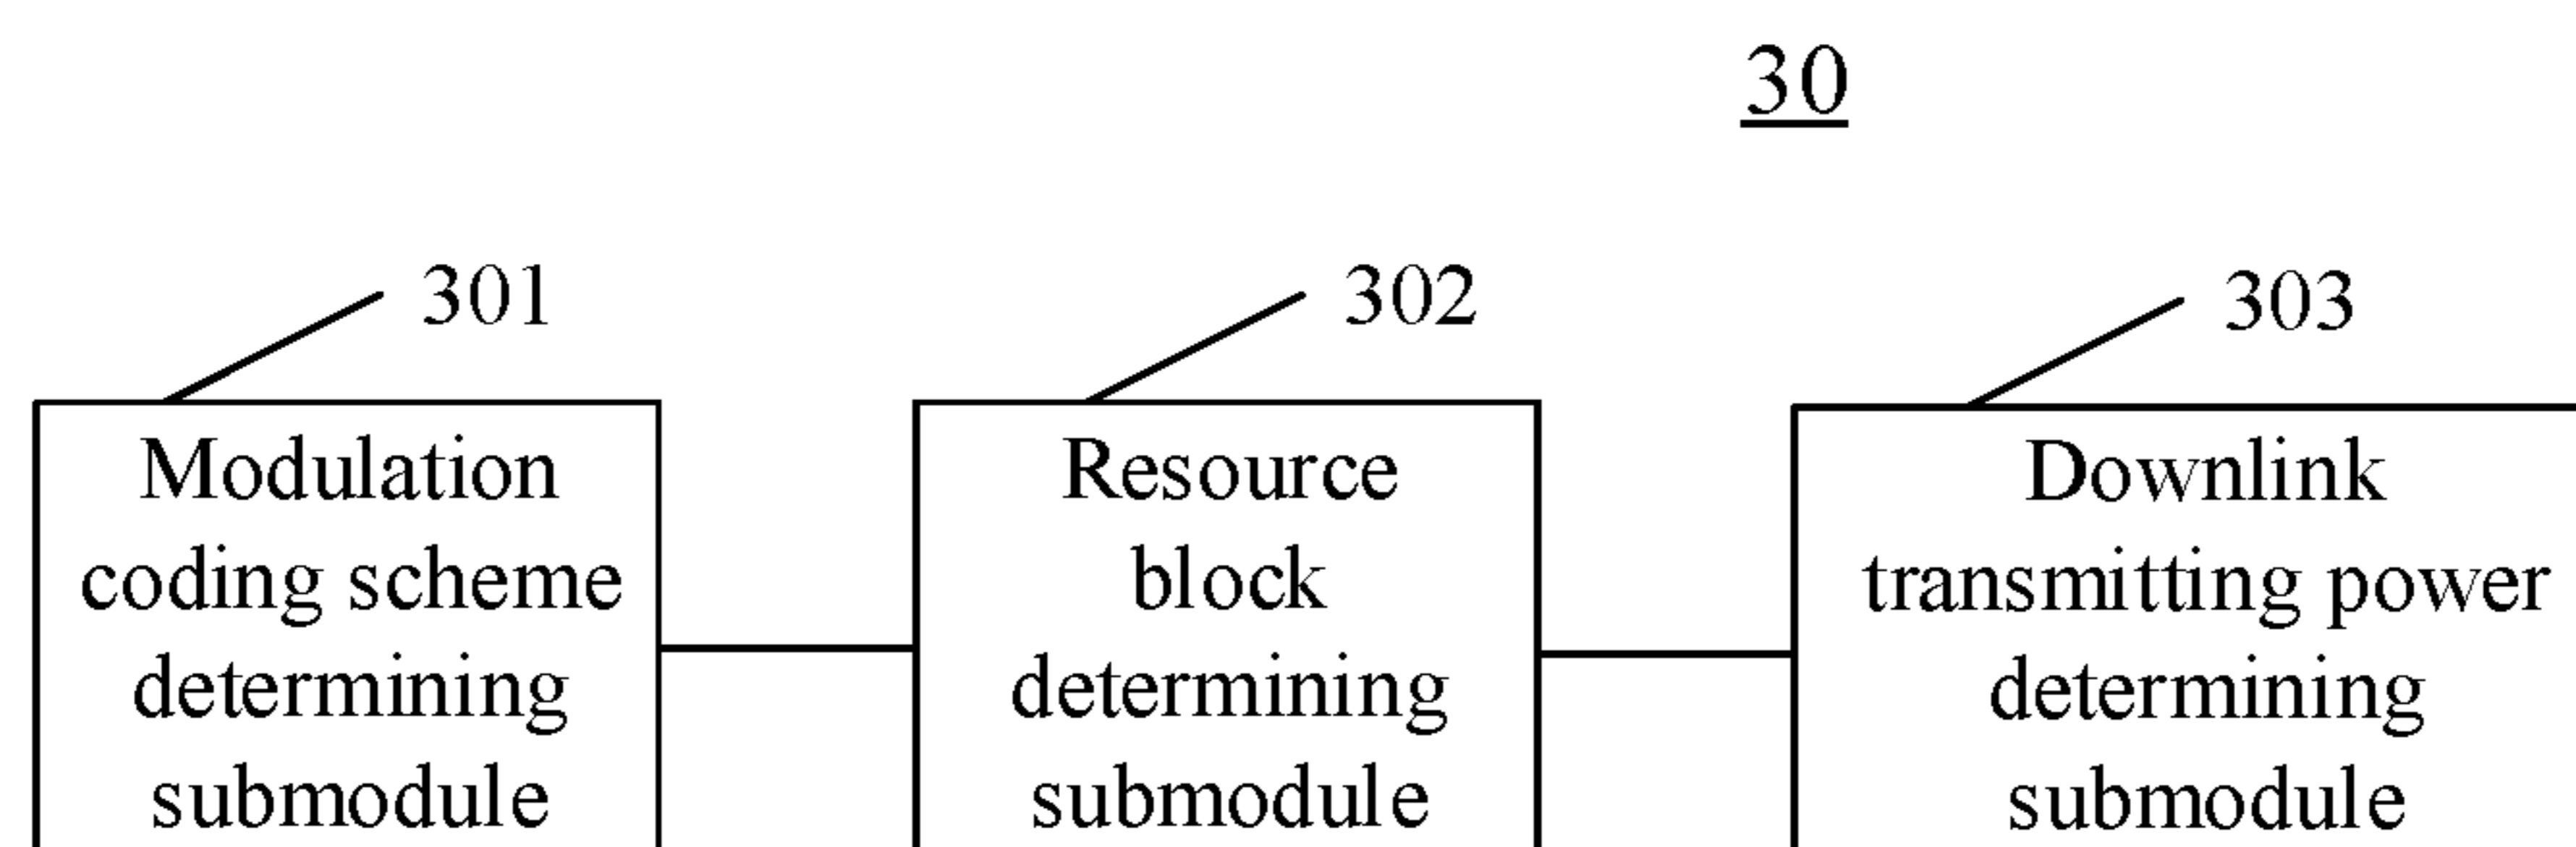 30
301
302
303
Modulation
coding scheme
determining
submodule
Resource
block
determining
submodule
Downlink
transmitting power
determining
submodule